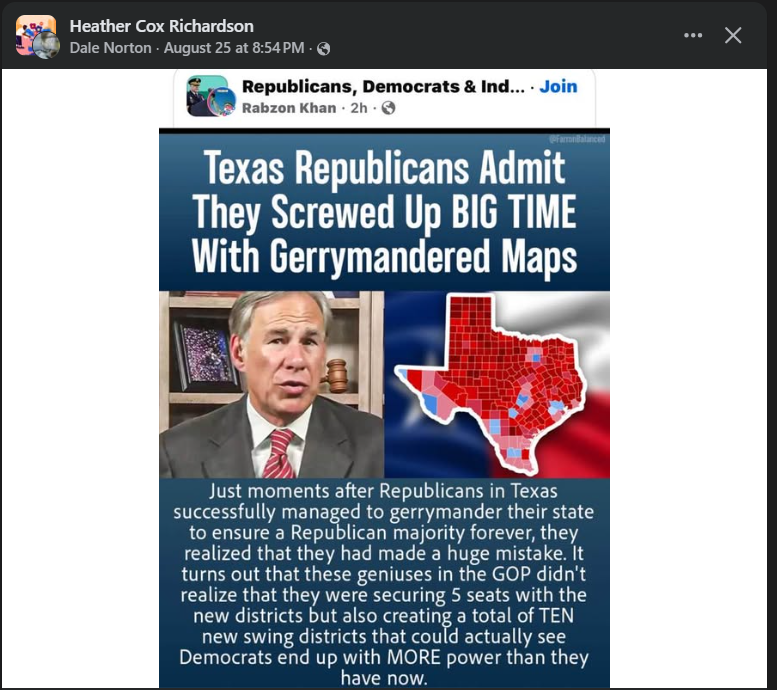 Heather Cox Richardson
Dale Norton · August 25 at 8:54 PM ·
Republicans, Democrats & Ind... · Join
Rabzon Khan · 2h ·
@FarronBalanced
Texas Republicans Admit
They Screwed Up BIG TIME
With Gerrymandered Maps
Just moments after Republicans in Texas
successfully managed to gerrymander their state
to ensure a Republican majority forever, they
realized that they had made a huge mistake. It
turns out that these geniuses in the GOP didn't
realize that they were securing 5 seats with the
new districts but also creating a total of TEN
new swing districts that could actually see
Democrats end up with MORE power than they
have now.